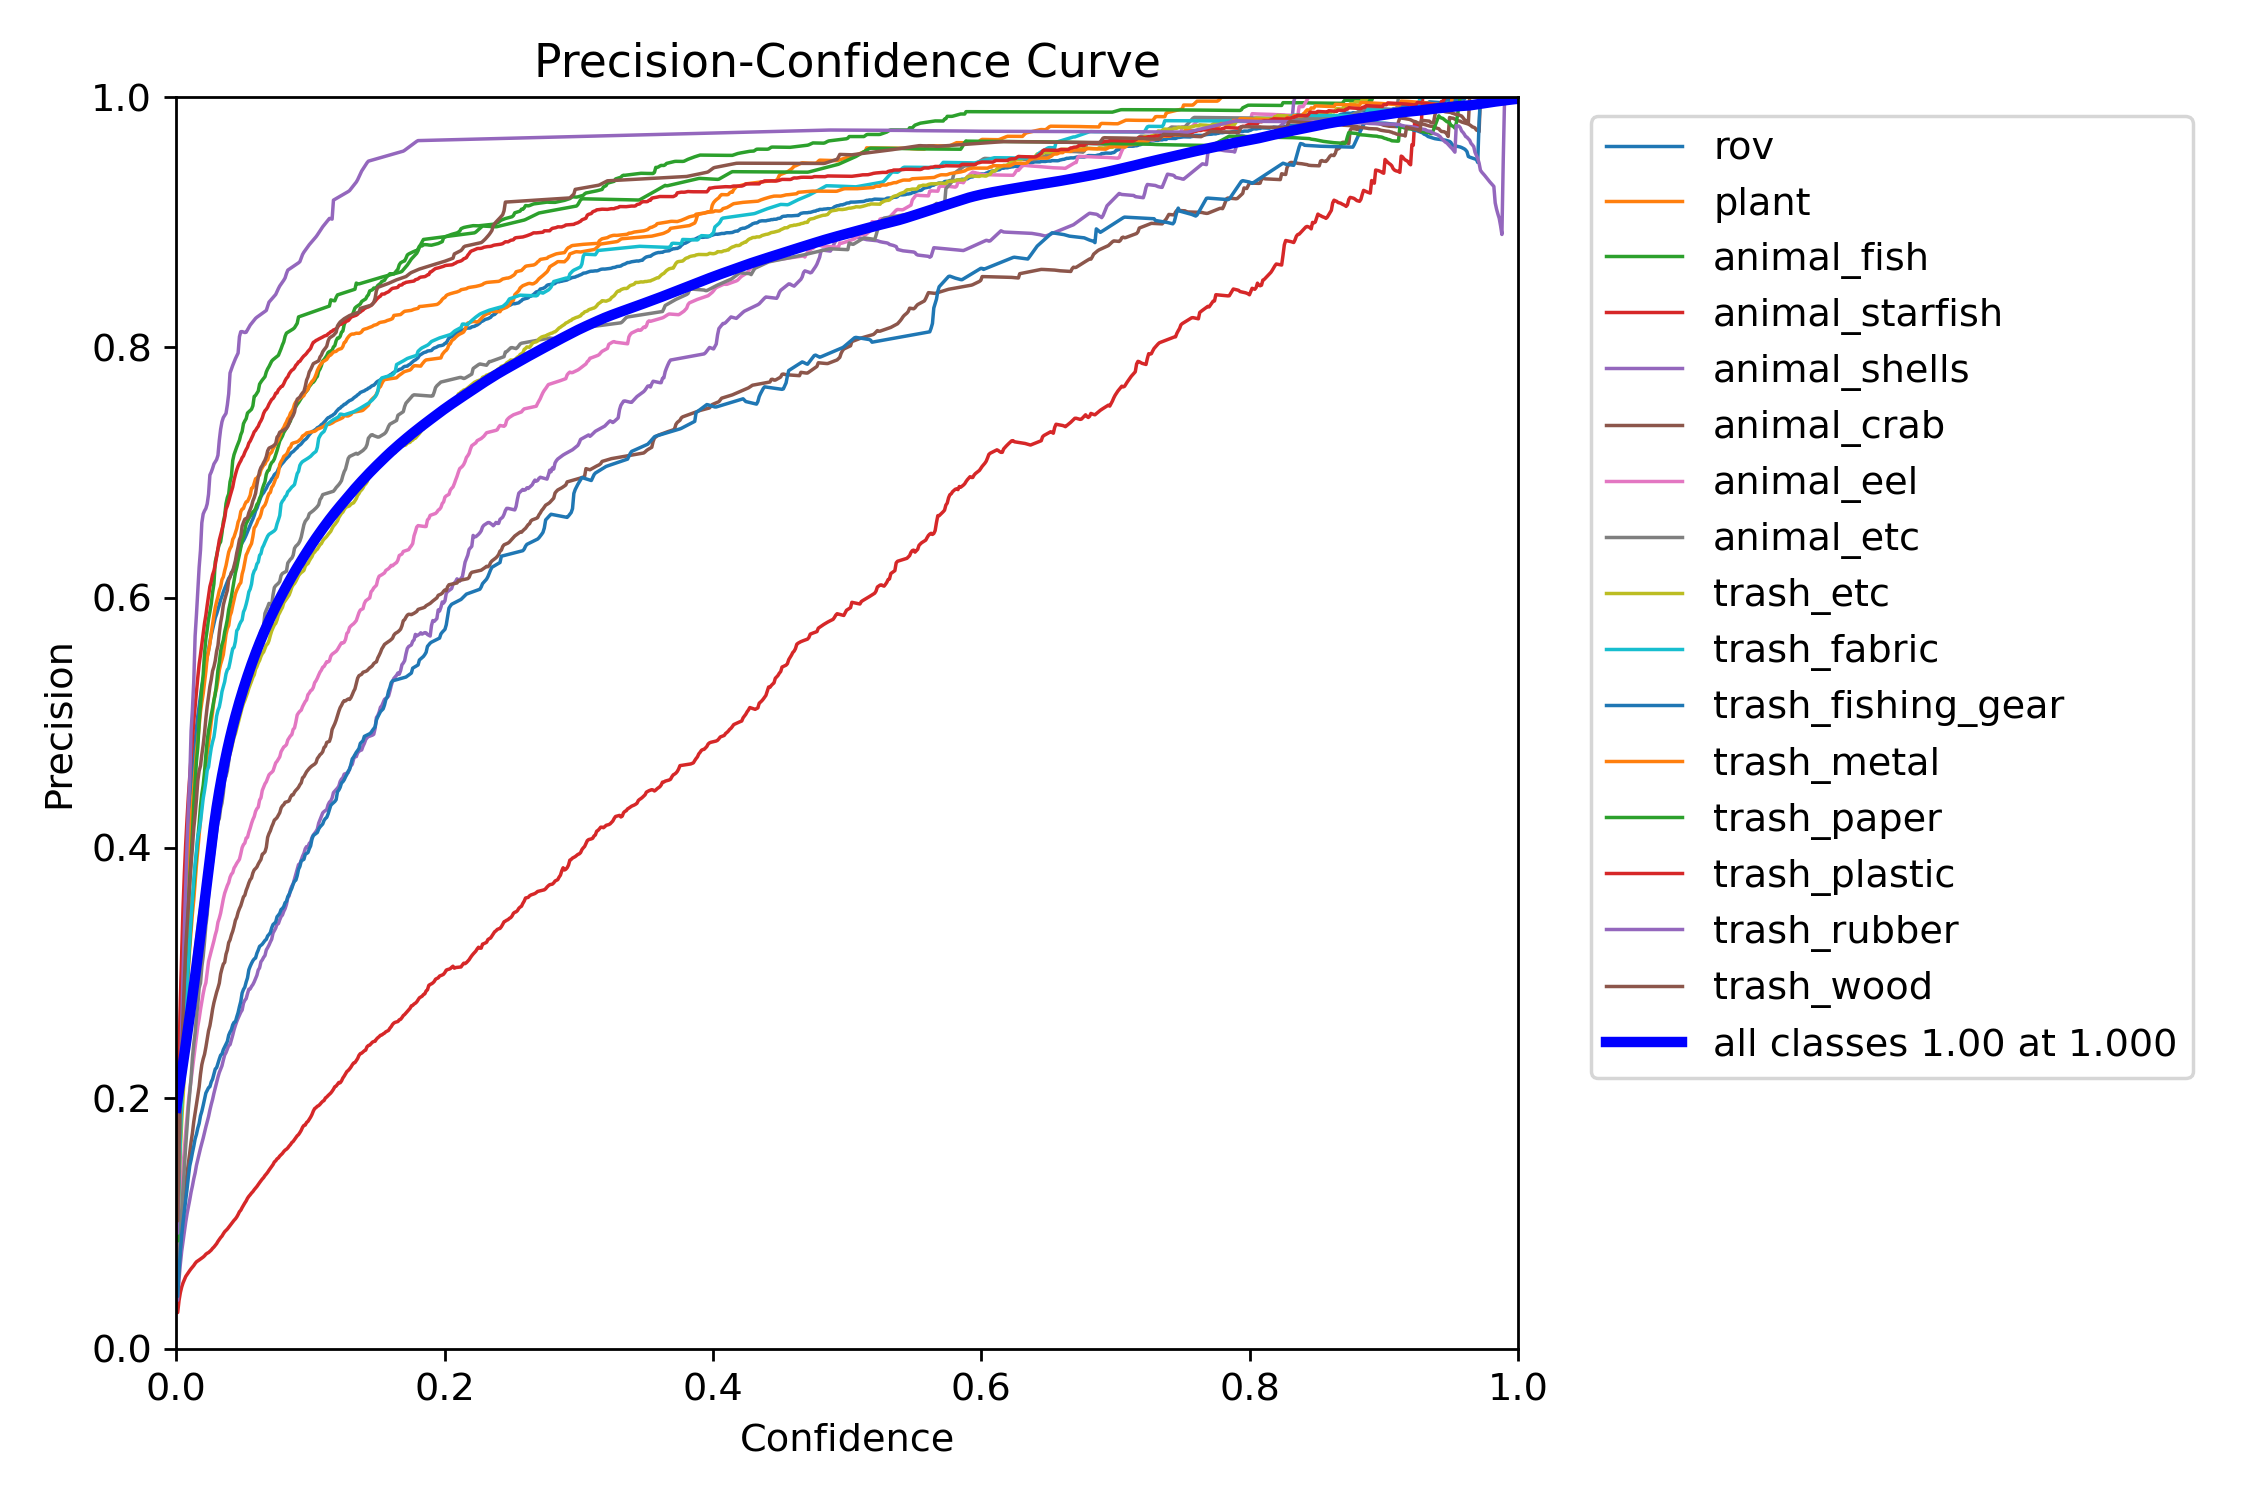 Precision-Confidence Curve
1.0
0.8
0.6
0.4
0.2
0.0
Precision
0.0 0.2 0.4 0.6 0.8 1.0
Confidence
rov
plant
animal_fish
animal_starfish
animal_shells
animal_crab
animal_eel
animal_etc
trash_etc
trash_fabric
trash_fishing_gear
trash_metal
trash_paper
trash_plastic
trash_rubber
trash_wood
all classes 1.00 at 1.000